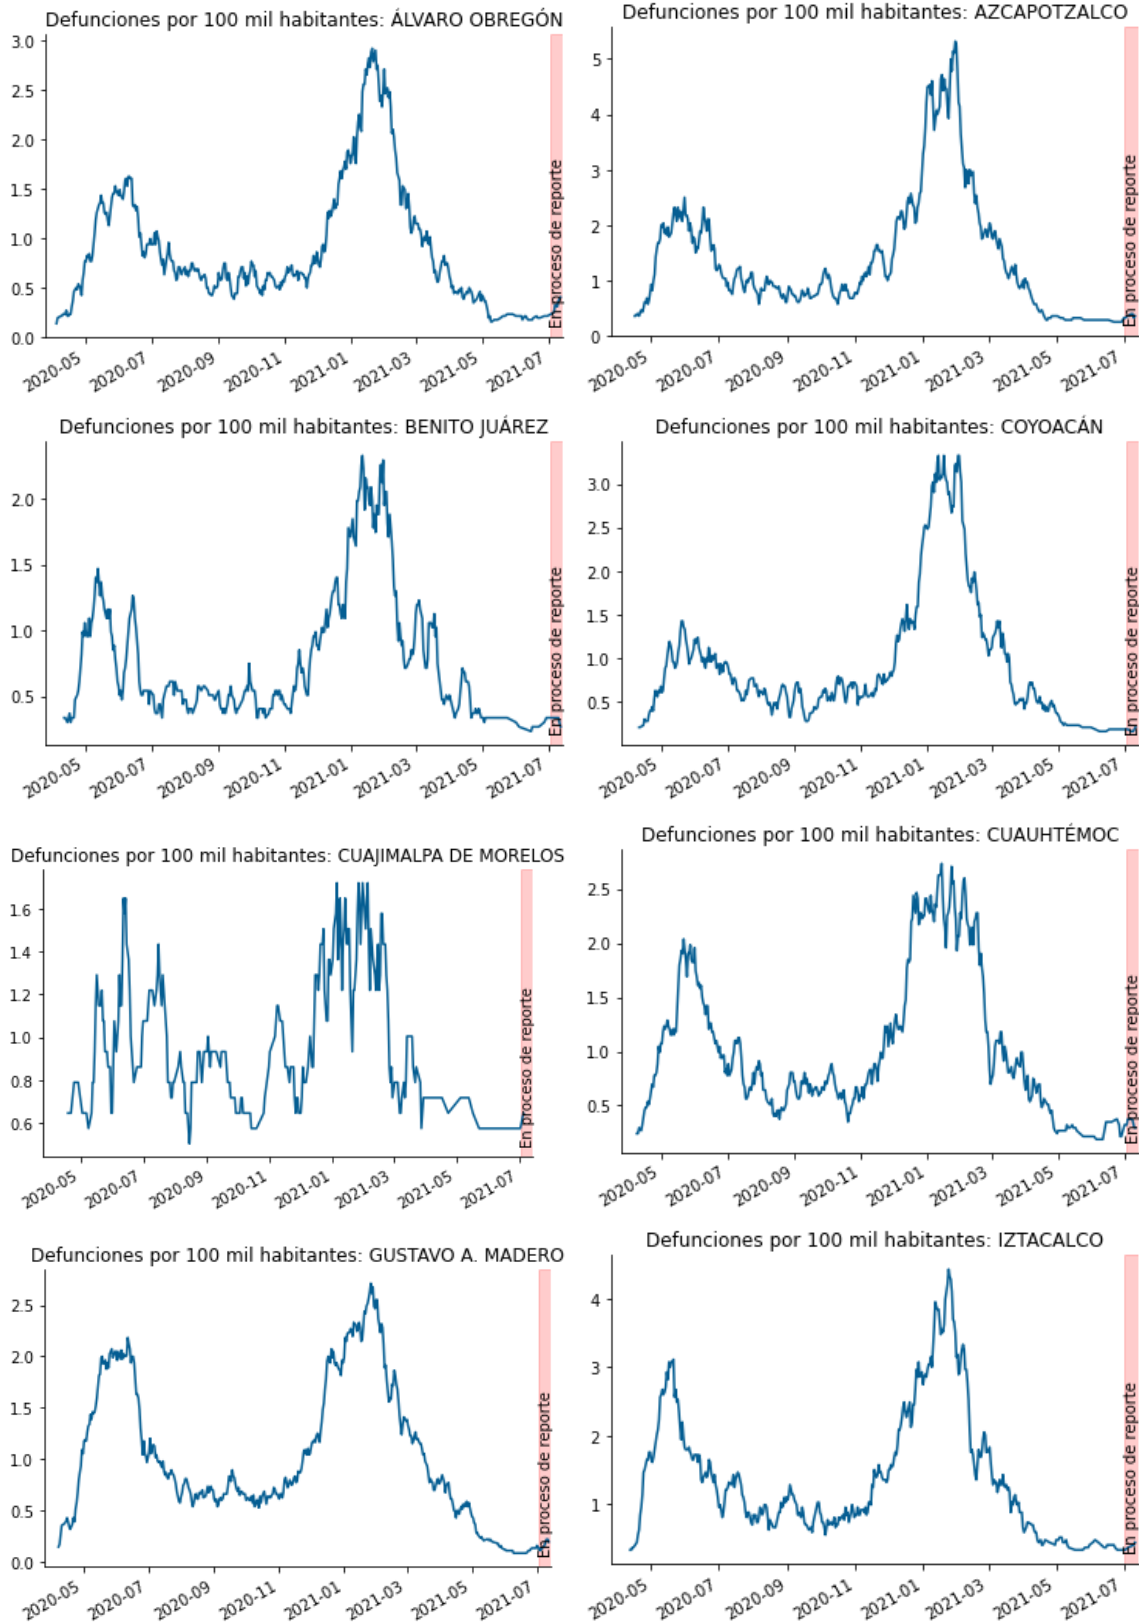 Defunciones por 100 mil habitantes: ÁLVARO OBREGÓN
3.0
2.5
2.0
1.5
1.0
0.5
0.0
En proceso de reporte
2020-05 2020-07 2020-09 2020-11 2021-01 2021-03 2021-05 2021-07
Defunciones por 100 mil habitantes: AZCAPOTZALCO
5
4
3
2
1
0
En proceso de reporte
2020-05 2020-07 2020-09 2020-11 2021-01 2021-03 2021-05 2021-07
Defunciones por 100 mil habitantes: BENITO JUÁREZ
2.0
1.5
1.0
0.5
En proceso de reporte
2020-05 2020-07 2020-09 2020-11 2021-01 2021-03 2021-05 2021-07
Defunciones por 100 mil habitantes: COYOACÁN
3.0
2.5
2.0
1.5
1.0
0.5
En proceso de reporte
2020-05 2020-07 2020-09 2020-11 2021-01 2021-03 2021-05 2021-07
Defunciones por 100 mil habitantes: CUAJIMALPA DE MORELOS
1.6
1.4
1.2
1.0
0.8
0.6
En proceso de reporte
2020-05 2020-07 2020-09 2020-11 2021-01 2021-03 2021-05 2021-07
Defunciones por 100 mil habitantes: CUAUHTÉMOC
2.5
2.0
1.5
1.0
0.5
En proceso de reporte
2020-05 2020-07 2020-09 2020-11 2021-01 2021-03 2021-05 2021-07
Defunciones por 100 mil habitantes: GUSTAVO A. MADERO
2.5
2.0
1.5
1.0
0.5
0.0
En proceso de reporte
2020-05 2020-07 2020-09 2020-11 2021-01 2021-03 2021-05 2021-07
Defunciones por 100 mil habitantes: IZTACALCO
4
3
2
1
En proceso de reporte
2020-05 2020-07 2020-09 2020-11 2021-01 2021-03 2021-05 2021-07